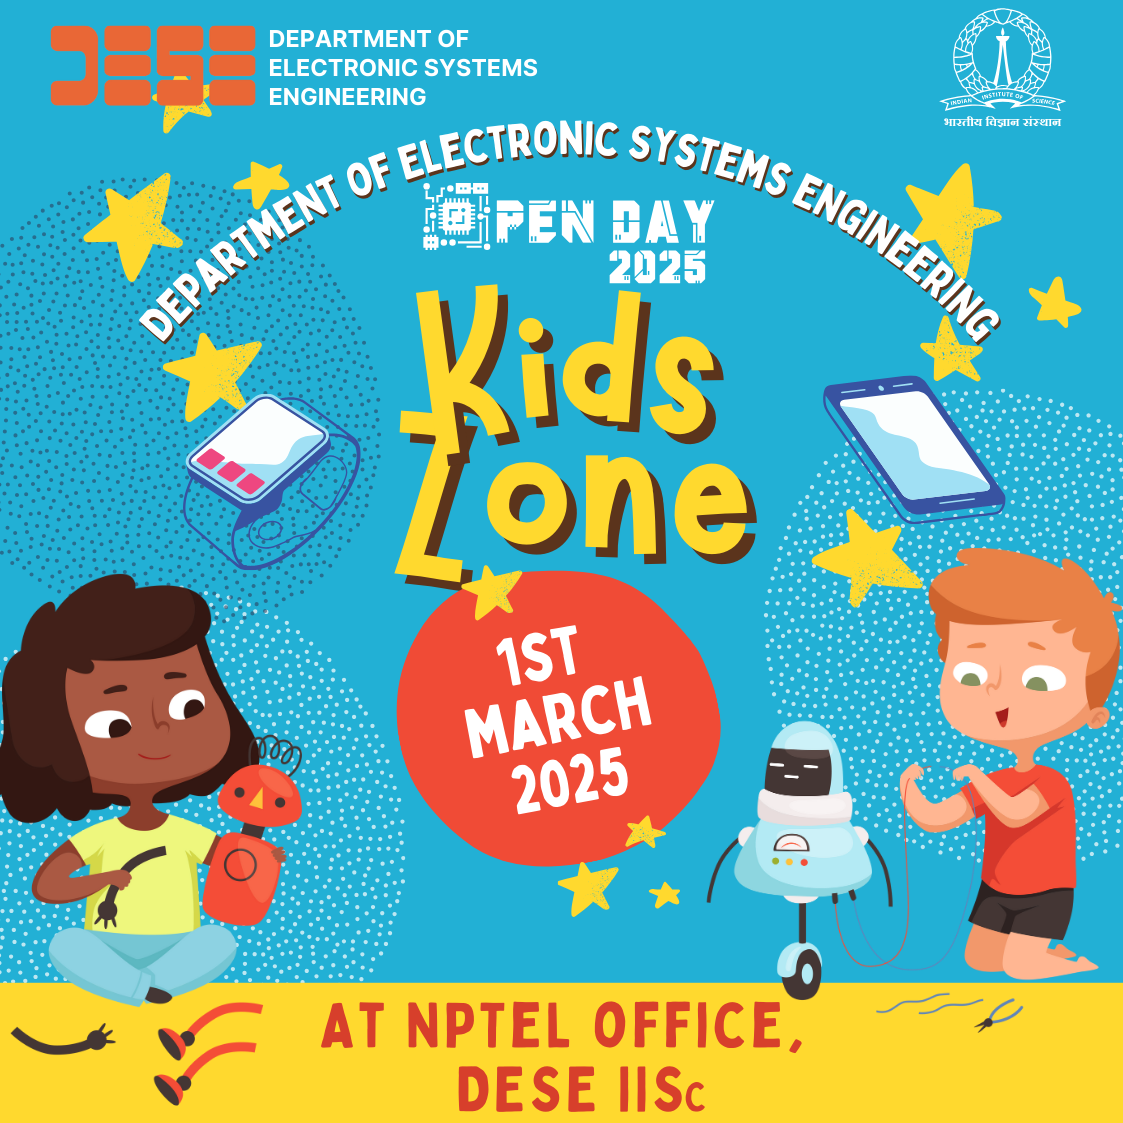 DESE
DEPARTMENT OF
ELECTRONIC SYSTEMS
ENGINEERING
INDIAN INSTITUTE OF SCIENCE
भारतीय विज्ञान संस्थान
DEPARTMENT OF ELECTRONIC SYSTEMS ENGINEERING
OPEN DAY
2025
Kids
Zone
1ST
MARCH
2025
AT NPTEL OFFICE,
DESE IISc